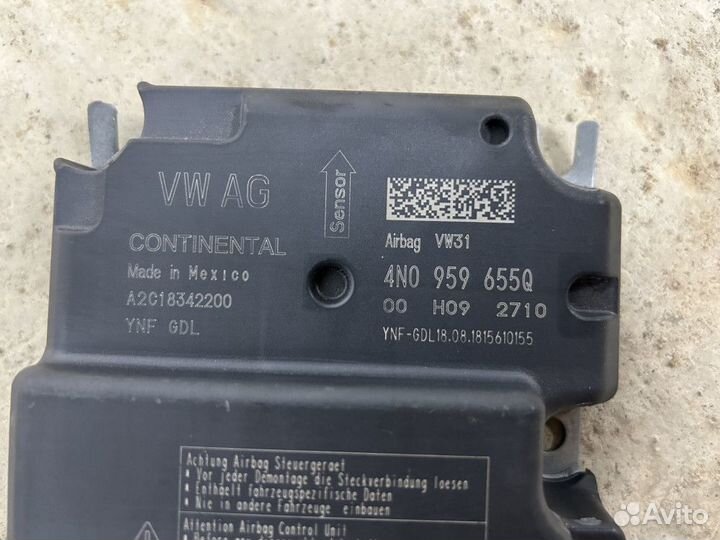 VW AG
CONTINENTAL
Made in Mexico
A2C18342200
YNF GDL
Sensor
Airbag VW31
4N0 959 655Q
00 H09 2710
YNF-GDL18.08.1815610155
Achtung Airbag Steuergeraet
• Vor jeder Demontage die Steckverbindung loesen
• Enthält fahrzeugspezifische Daten
• Nie in andere Fahrzeuge einbauen
Attention Airbag Control Unit
Avito